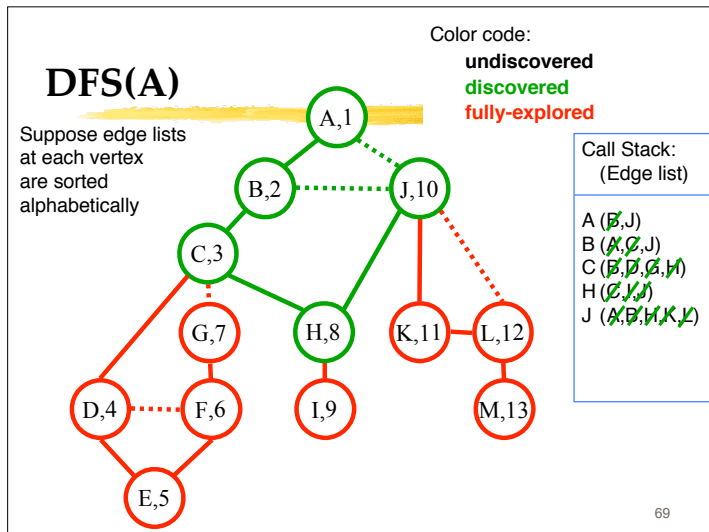 Color code:
undiscovered
discovered
fully-explored
DFS(A)
Suppose edge lists
at each vertex
are sorted
alphabetically
A,1
B,2
J,10
C,3
G,7
H,8
K,11
L,12
D,4
F,6
I,9
M,13
E,5
Call Stack:
(Edge list)
A (B,J)
B (A,C,J)
C (B,D,G,H)
H (C,I,J)
J (A,B,H,K,L)
69